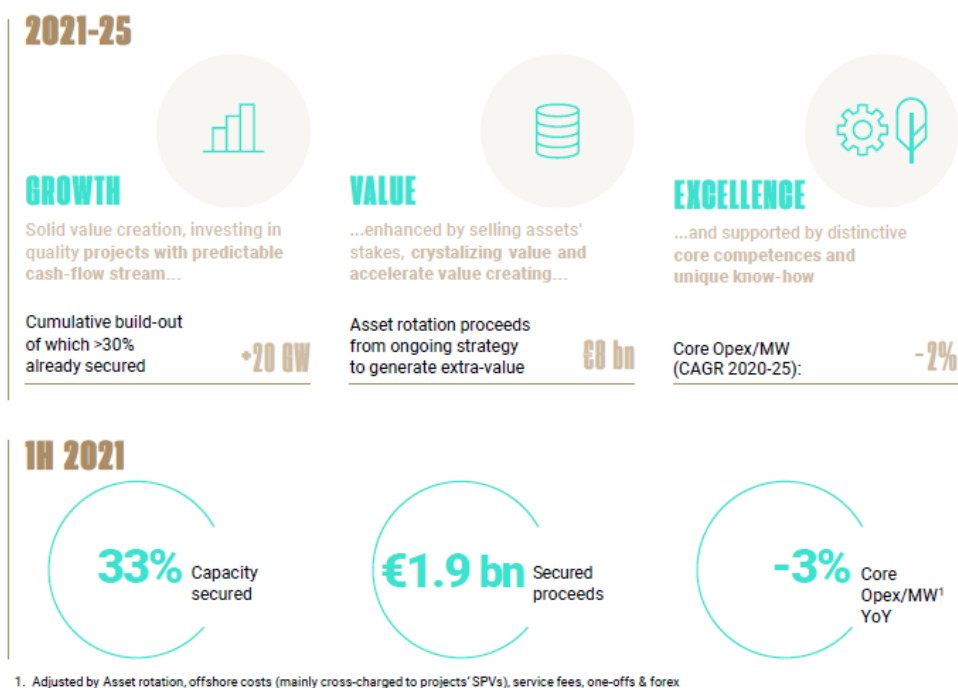 2021-25
GROWTH
Solid value creation, investing in
quality projects with predictable
cash-flow stream...
Cumulative build-out
of which >30%
already secured
+20 GW
VALUE
...enhanced by selling assets'
stakes, crystalizing value and
accelerate value creating...
Asset rotation proceeds
from ongoing strategy
to generate extra-value
€8 bn
EXCELLENCE
...and supported by distinctive
core competences and
unique know-how
Core Opex/MW
(CAGR 2020-25):
-2%
1H 2021
33%
Capacity
secured
€1.9 bn
Secured
proceeds
-3%
Core
Opex/MW¹
YoY
1. Adjusted by Asset rotation, offshore costs (mainly cross-charged to projects' SPVs), service fees, one-offs & forex